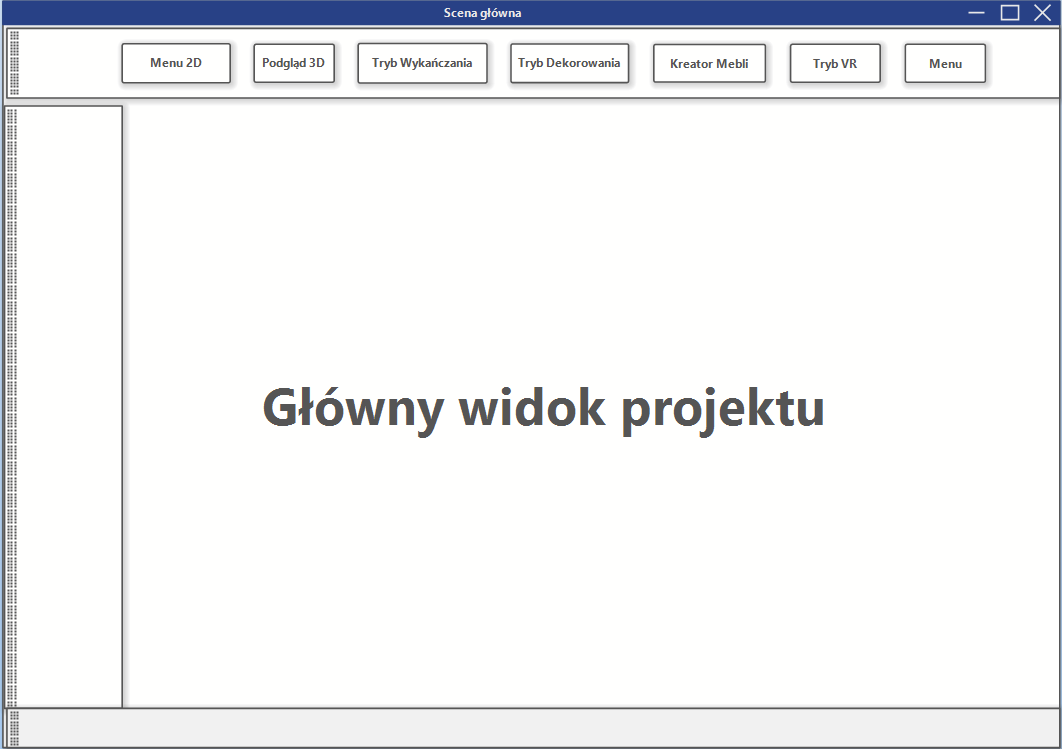 Scena główna
Menu 2D
Podgląd 3D
Tryb Wykańczania
Tryb Dekorowania
Kreator Mebli
Tryb VR
Menu
Główny widok projektu